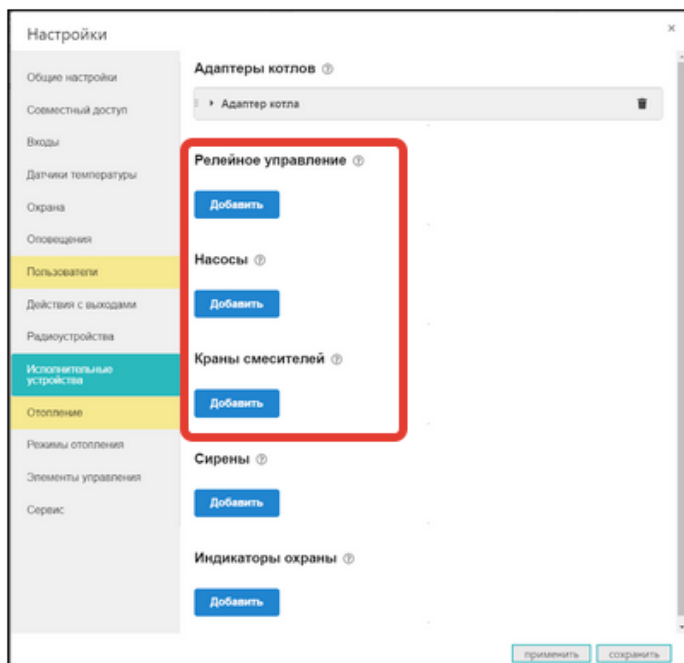 Настройки
Общие настройки
Совместный доступ
Входы
Датчики температуры
Охрана
Оповещения
Пользователи
Действия с выходами
Радиоустройства
Исполнительные
устройства
Отопление
Режимы отопления
Элементы управления
Сервис
Адаптеры котлов
Адаптер котла
Релейное управление
Добавить
Насосы
Добавить
Краны смесителей
Добавить
Сирены
Добавить
Индикаторы охраны
Добавить
применить сохранить